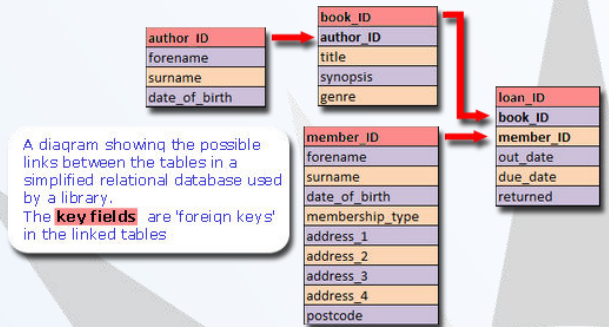 author_ID
forename
surname
date_of_birth
book_ID
author_ID
title
synopsis
genre
loan_ID
book_ID
member_ID
out_date
due_date
returned
member_ID
forename
surname
date_of_birth
membership_type
address_1
address_2
address_3
address_4
postcode
A diagram showing the possible
links between the tables in a
simplified relational database used
by a library.
The key fields are 'foreign keys'
in the linked tables